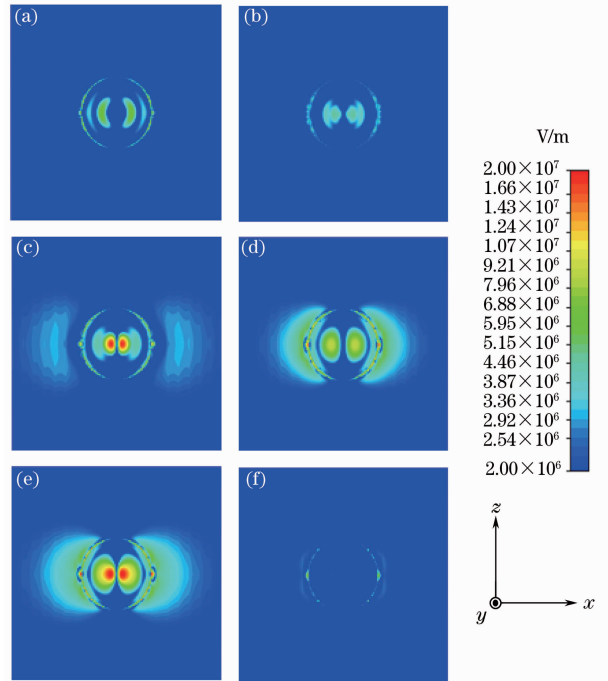 (a)
(b)
V/m
2.00×10⁷
1.66×10⁷
1.43×10⁷
1.24×10⁷
1.07×10⁷
9.21×10⁶
7.96×10⁶
6.88×10⁶
5.95×10⁶
5.15×10⁶
4.46×10⁶
3.87×10⁶
3.36×10⁶
2.92×10⁶
2.54×10⁶
2.00×10⁶
(c)
(d)
(e)
(f)
z
y
x